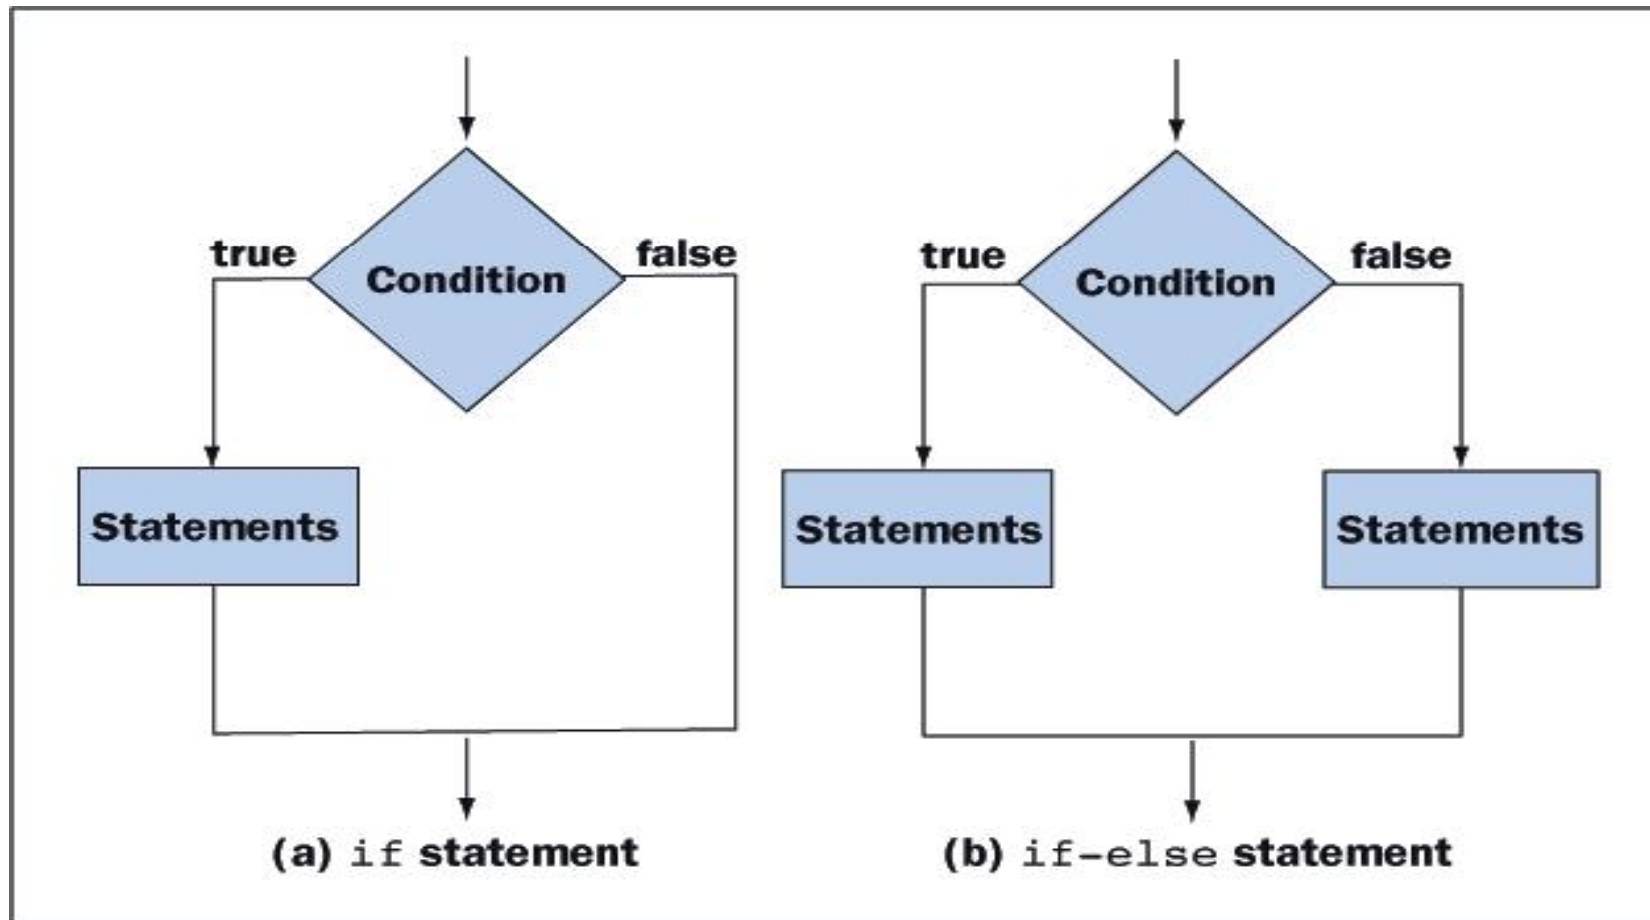 true
Condition
false
Statements
(a) if statement
true
Condition
false
Statements
Statements
(b) if-else statement